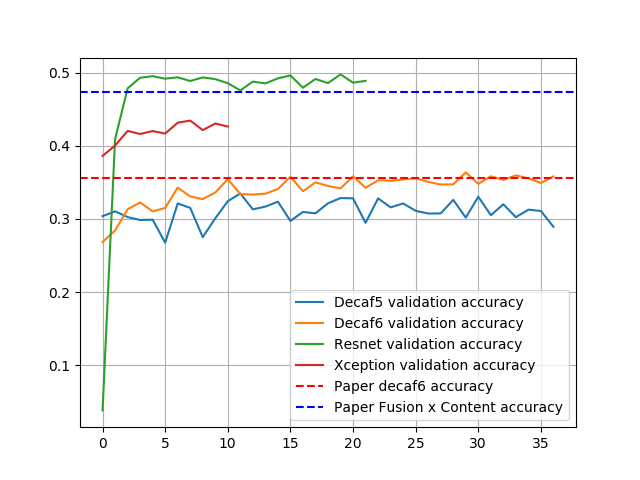 0.5
0.4
0.3
0.2
0.1
0 5 10 15 20 25 30 35
Decaf5 validation accuracy
Decaf6 validation accuracy
Resnet validation accuracy
Xception validation accuracy
Paper decaf6 accuracy
Paper Fusion x Content accuracy